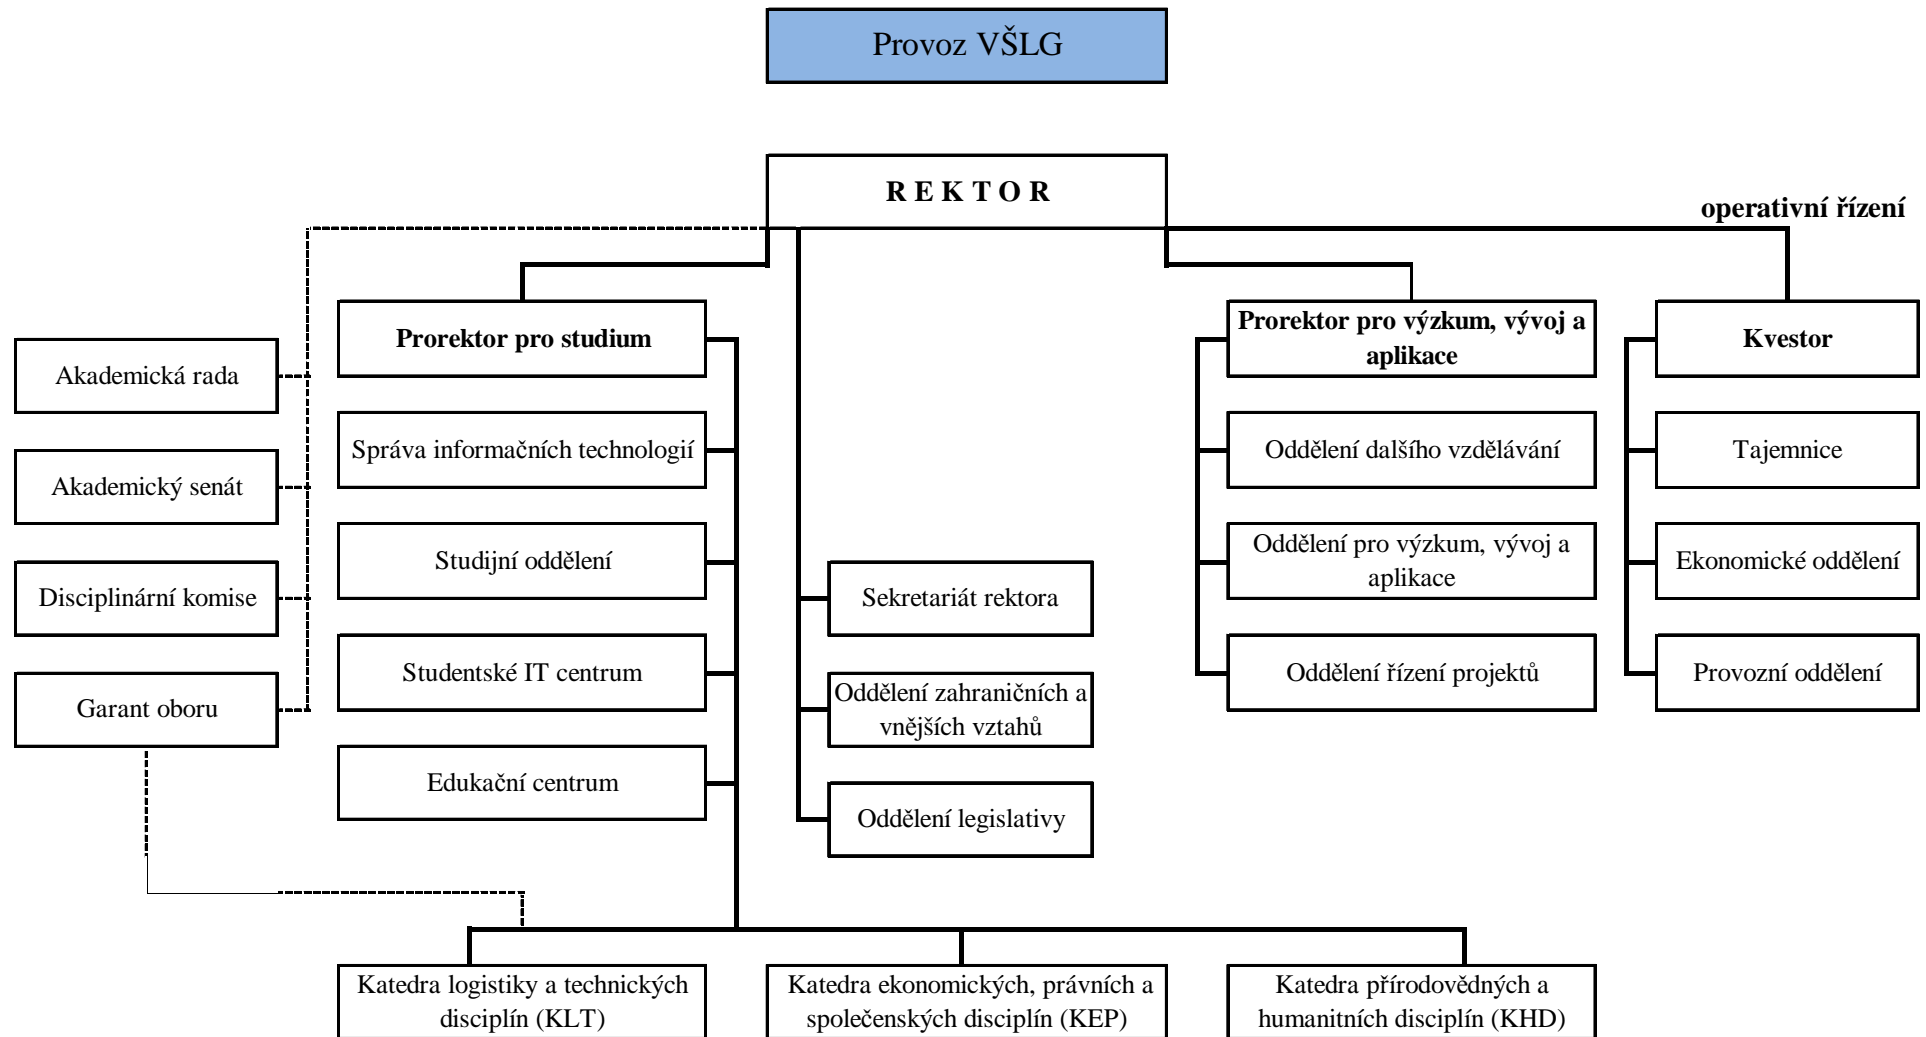 Provoz VŠLG
R E K T O R
operativní řízení
Prorektor pro studium
Prorektor pro výzkum, vývoj a
aplikace
Kvestor
Akademická rada
Správa informačních technologií
Oddělení dalšího vzdělávání
Tajemnice
Akademický senát
Studijní oddělení
Oddělení pro výzkum, vývoj a
aplikace
Ekonomické oddělení
Disciplinární komise
Sekretariát rektora
Studentské IT centrum
Oddělení řízení projektů
Provozní oddělení
Garant oboru
Oddělení zahraničních a
vnějších vztahů
Edukační centrum
Oddělení legislativy
Katedra logistiky a technických
disciplín (KLT)
Katedra ekonomických, právních a
společenských disciplín (KEP)
Katedra přírodovědných a
humanitních disciplín (KHD)